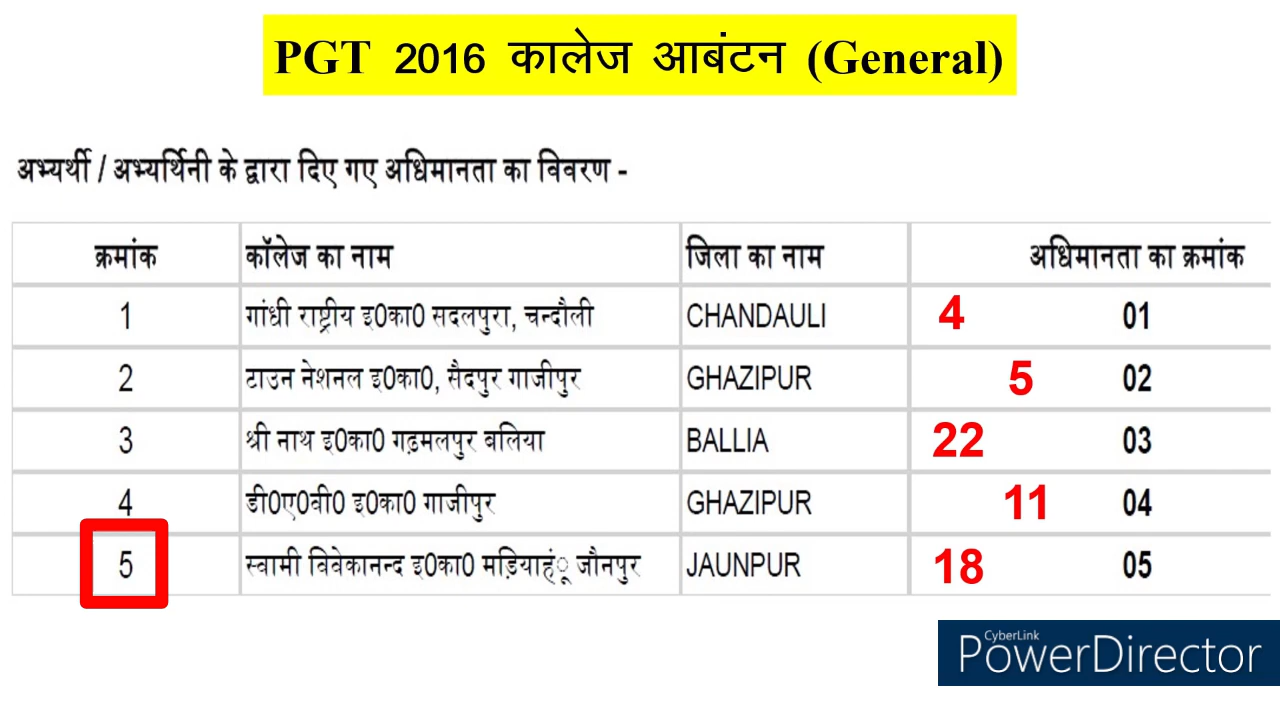 PGT 2016 कालेज आबंटन (General)
अभ्यर्थी / अभ्यर्थिनी के द्वारा दिए गए अधिमानता का विवरण -
क्रमांक कॉलेज का नाम जिला का नाम अधिमानता का क्रमांक
1 गांधी राष्ट्रीय इ0का0 सदलपुरा, चन्दौली CHANDAULI 4 01
2 टाउन नेशनल इ0का0, सैदपुर गाजीपुर GHAZIPUR 5 02
3 श्री नाथ इ0का0 गढ़मलपुर बलिया BALLIA 22 03
4 डी0ए0वी0 इ0का0 गाजीपुर GHAZIPUR 11 04
5 स्वामी विवेकानन्द इ0का0 मड़ियाहंू जौनपुर JAUNPUR 18 05
CyberLink
PowerDirector